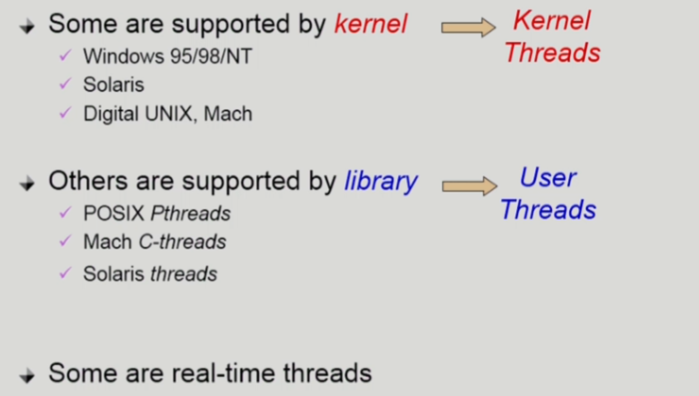 Some are supported by kernel
Kernel
Threads
Windows 95/98/NT
Solaris
Digital UNIX, Mach
Others are supported by library
User
Threads
POSIX Pthreads
Mach C-threads
Solaris threads
Some are real-time threads